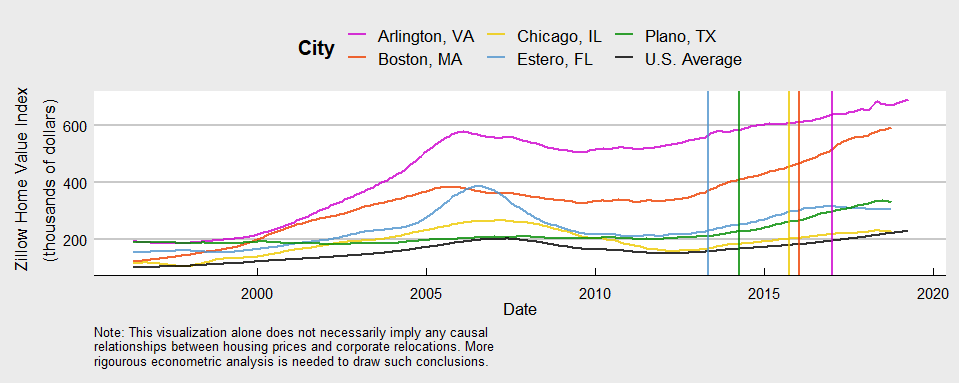 City
Arlington, VA
Chicago, IL
Plano, TX
Boston, MA
Estero, FL
U.S. Average
Zillow Home Value Index
(thousands of dollars)
600
400
200
2000
2005
2010
2015
2020
Date
Note: This visualization alone does not necessarily imply any causal
relationships between housing prices and corporate relocations. More
rigourous econometric analysis is needed to draw such conclusions.